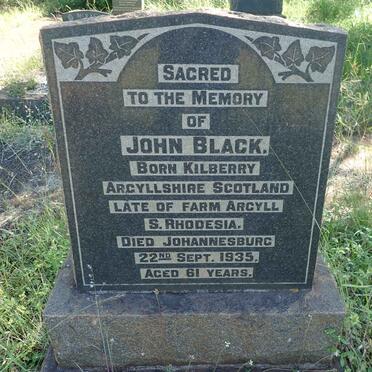 SACRED
TO THE MEMORY
OF
JOHN BLACK.
BORN KILBERRY
ARGYLLSHIRE SCOTLAND
LATE OF FARM ARGYLL
S. RHODESIA.
DIED JOHANNESBURG
22ND SEPT. 1935.
AGED 61 YEARS.